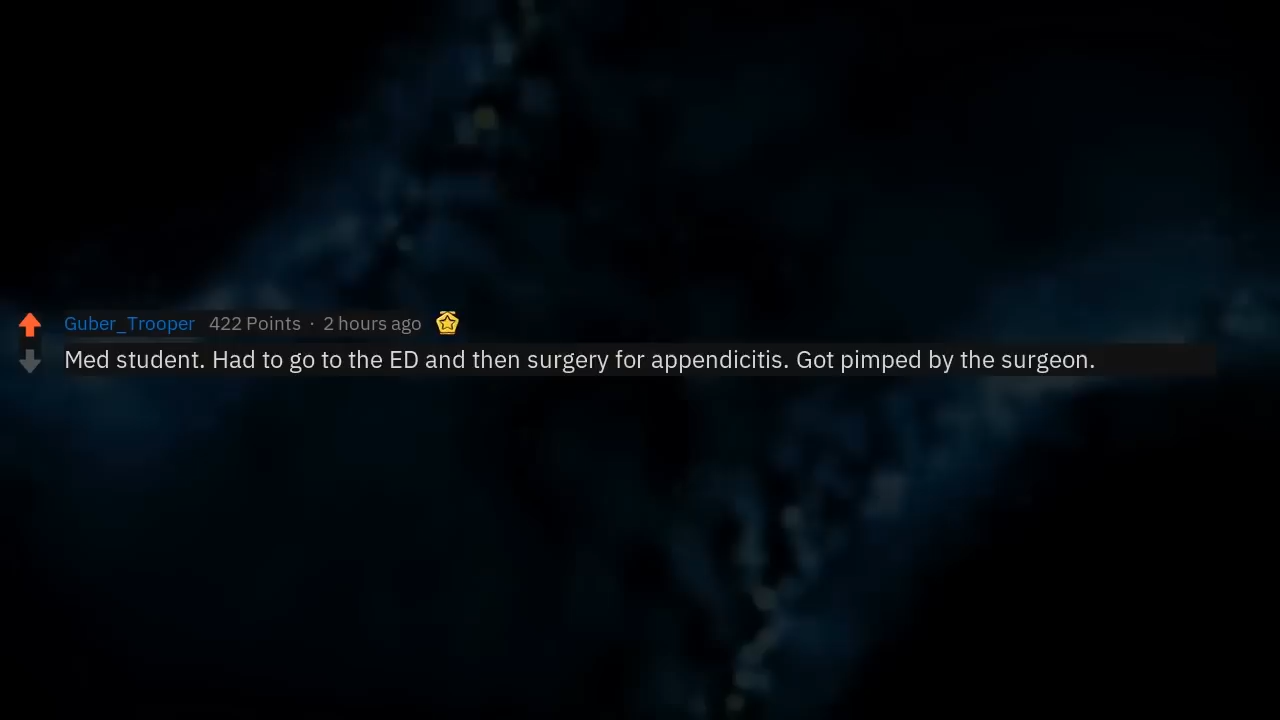 Guber_Trooper 422 Points · 2 hours ago
Med student. Had to go to the ED and then surgery for appendicitis. Got pimped by the surgeon.